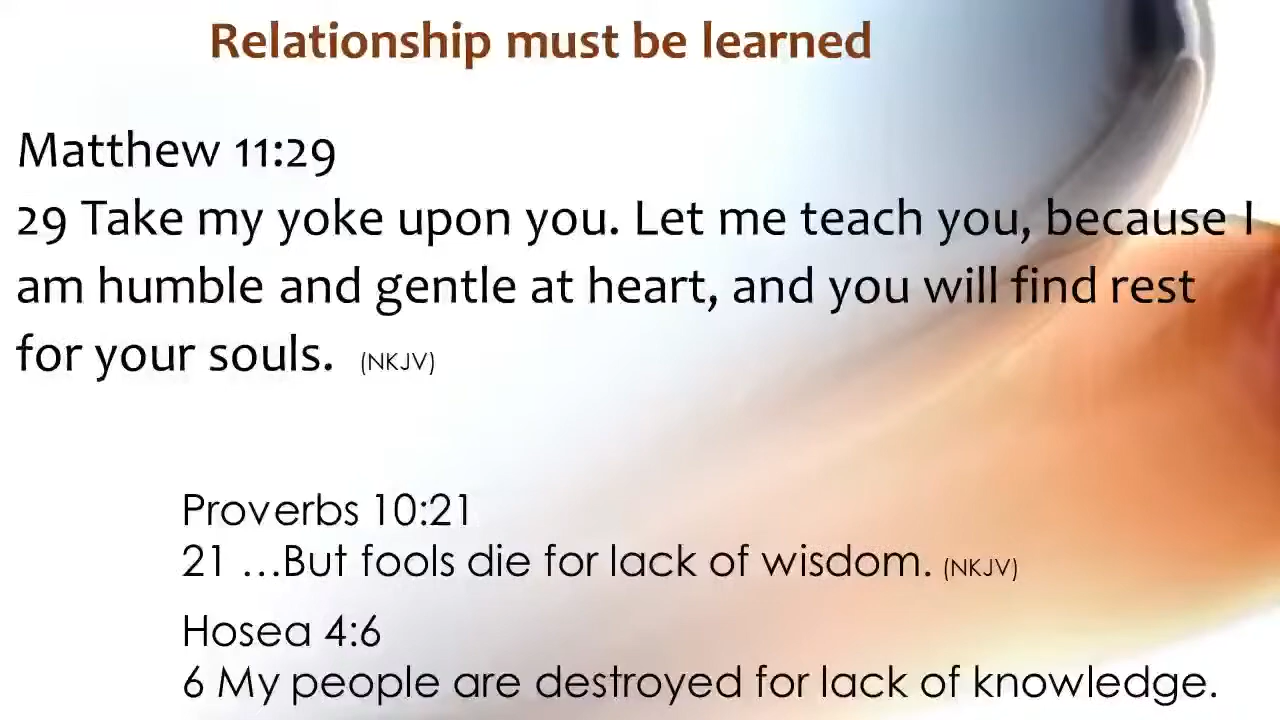 Relationship must be learned
Matthew 11:29
29 Take my yoke upon you. Let me teach you, because I
am humble and gentle at heart, and you will find rest
for your souls. (NKJV)
Proverbs 10:21
21 ...But fools die for lack of wisdom. (NKJV)
Hosea 4:6
6 My people are destroyed for lack of knowledge.